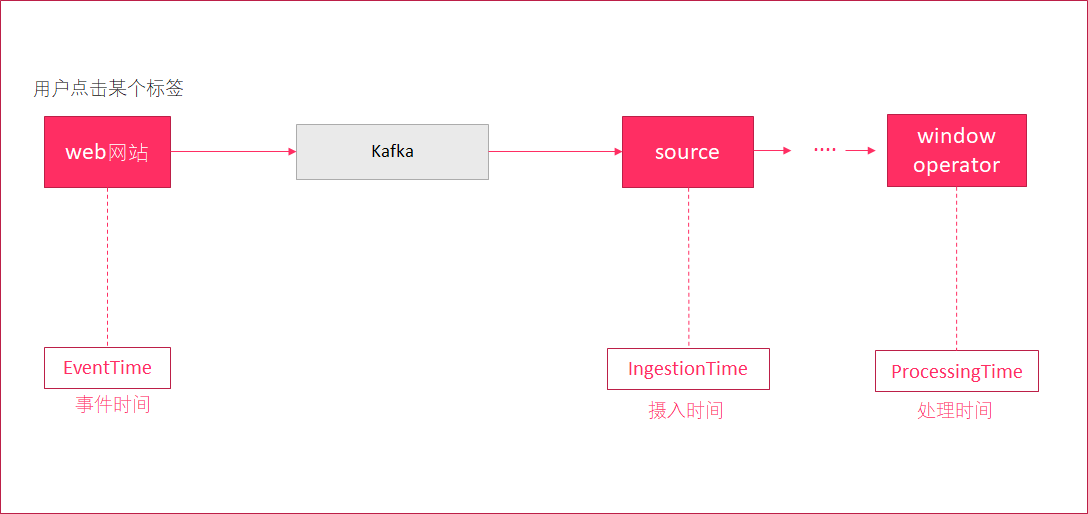 用户点击某个标签
web网站
Kafka
source
....
window
operator
EventTime
事件时间
IngestionTime
摄入时间
ProcessingTime
处理时间